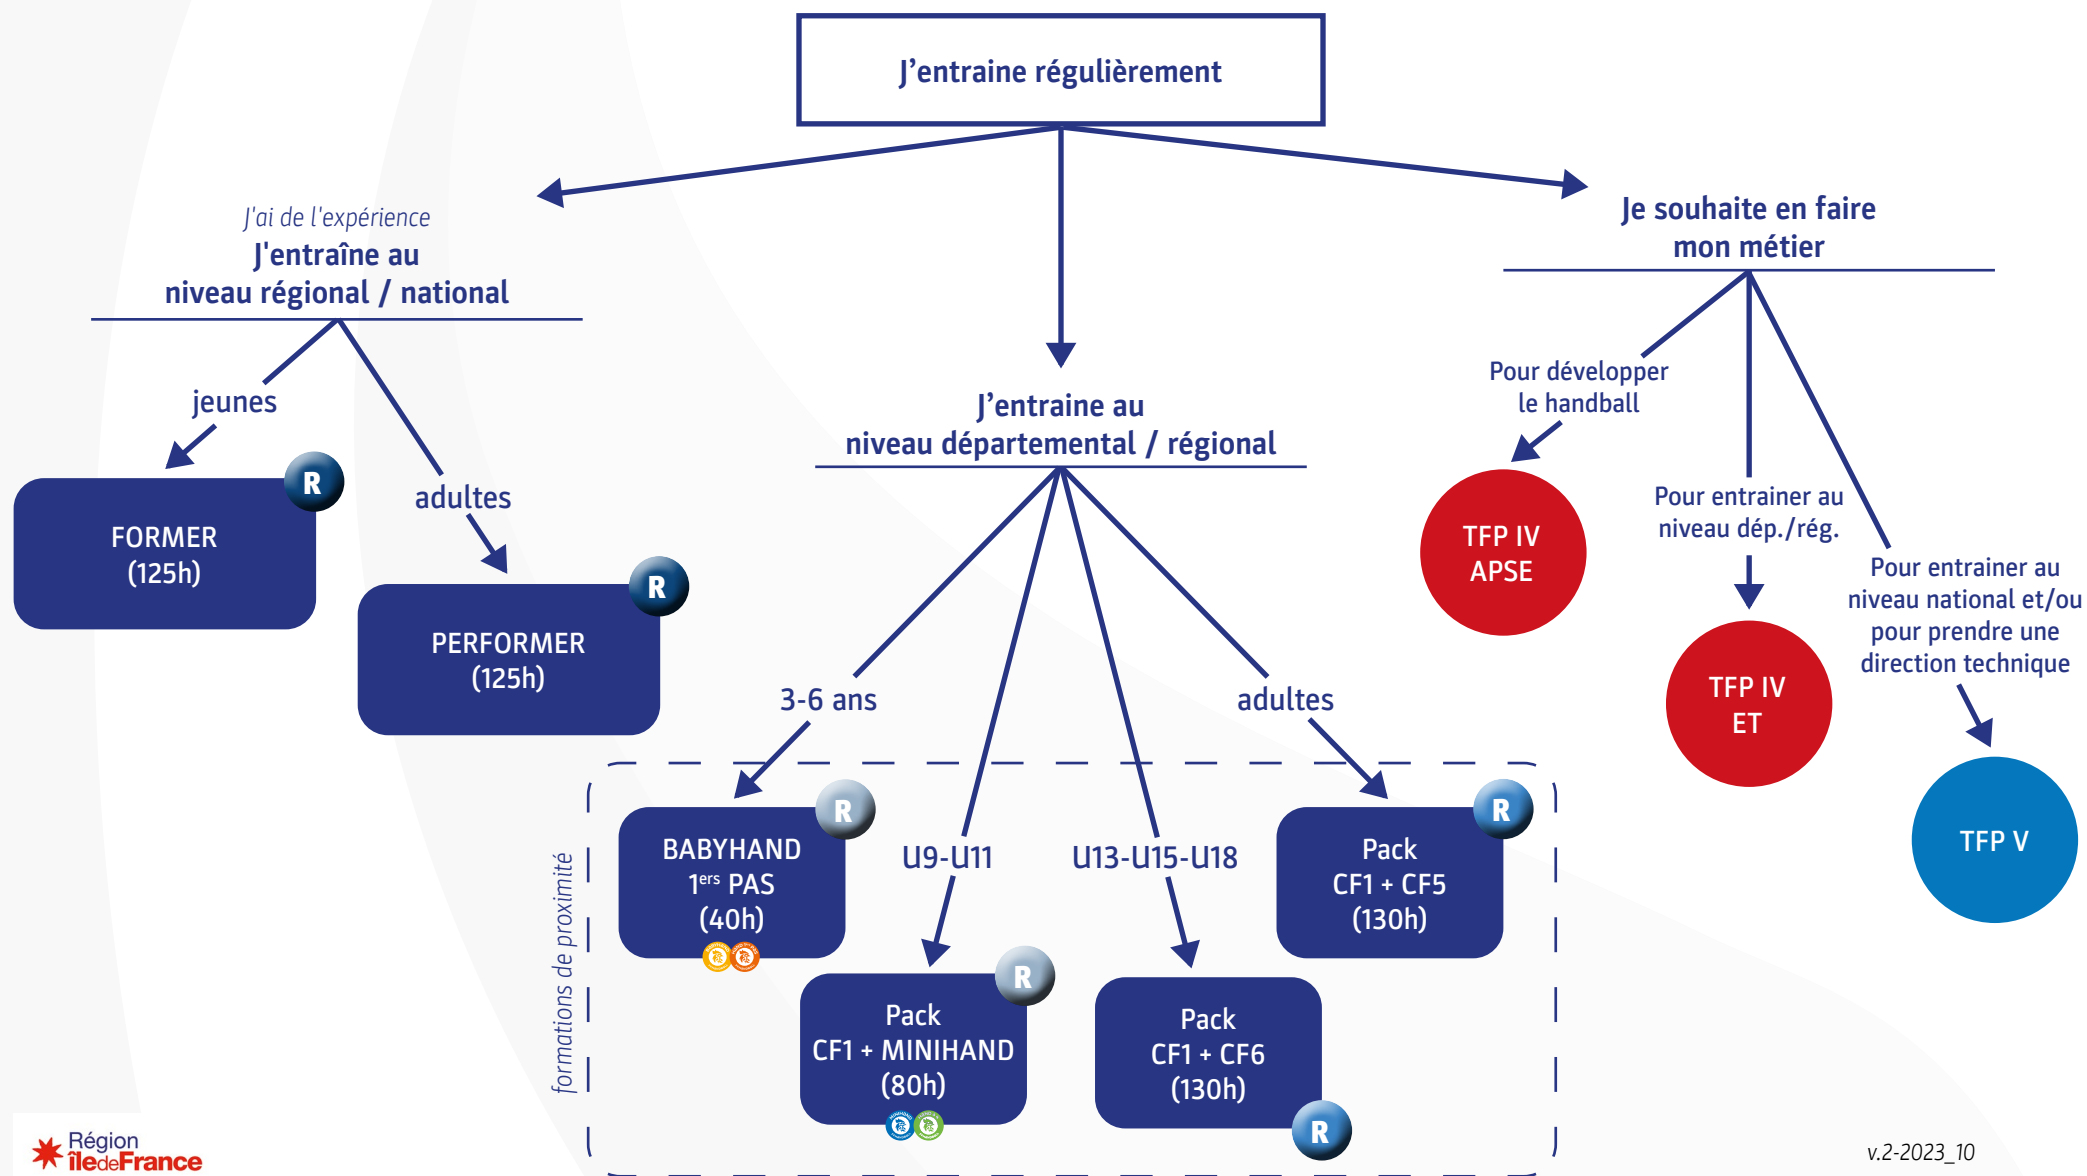 J’entraine régulièrement
J'ai de l'expérience
J'entraîne au
niveau régional / national
jeunes
R
FORMER
(125h)
adultes
R
PERFORMER
(125h)
J’entraine au
niveau départemental / régional
3-6 ans
R
BABYHAND
1ers PAS
(40h)
U9-U11
R
Pack
CF1 + MINIHAND
(80h)
U13-U15-U18
Pack
CF1 + CF6
(130h)
R
adultes
R
Pack
CF1 + CF5
(130h)
formations de proximité
Je souhaite en faire
mon métier
Pour développer
le handball
TFP IV
APSE
Pour entrainer au
niveau dép./rég.
TFP IV
ET
Pour entrainer au
niveau national et/ou
pour prendre une
direction technique
TFP V
Région
îledeFrance
v.2-2023_10